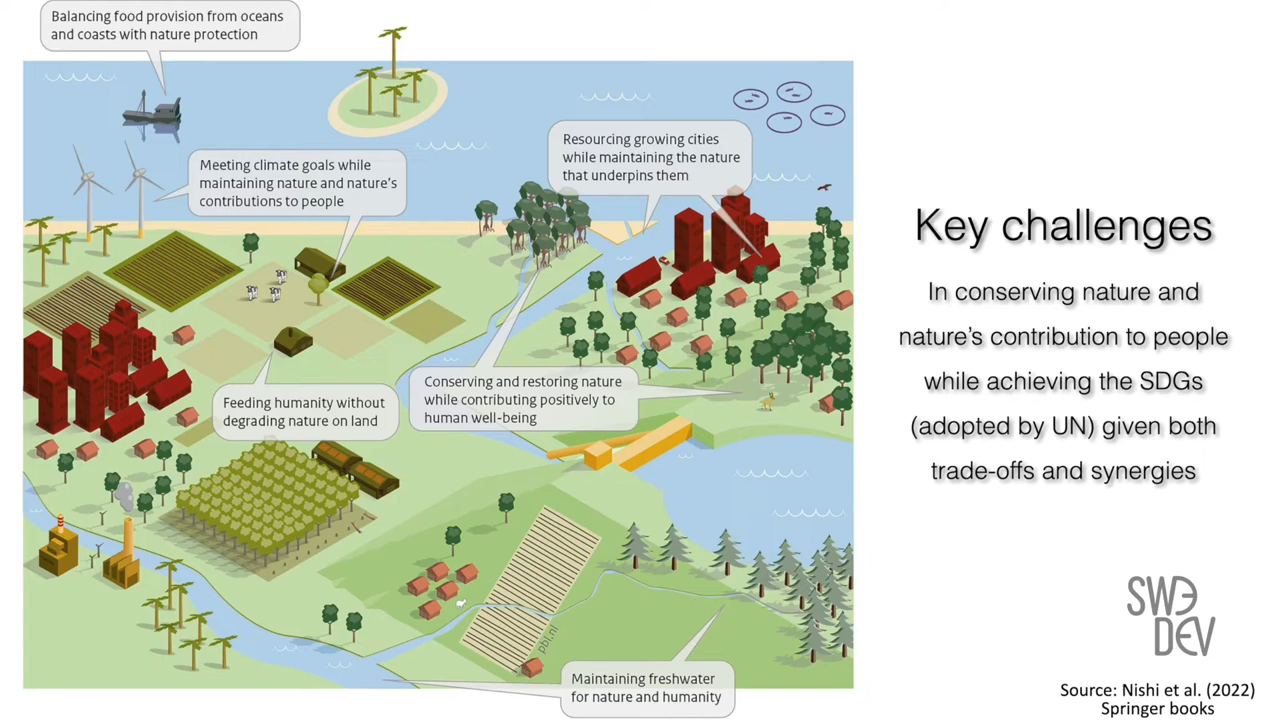 Balancing food provision from oceans
and coasts with nature protection
Meeting climate goals while
maintaining nature and nature's
contributions to people
Resourcing growing cities
while maintaining the nature
that underpins them
Feeding humanity without
degrading nature on land
Conserving and restoring nature
while contributing positively to
human well-being
pbl.nl
Maintaining freshwater
for nature and humanity
Key challenges
In conserving nature and
nature's contribution to people
while achieving the SDGs
(adopted by UN) given both
trade-offs and synergies
SWE
DEV
Source: Nishi et al. (2022)
Springer books